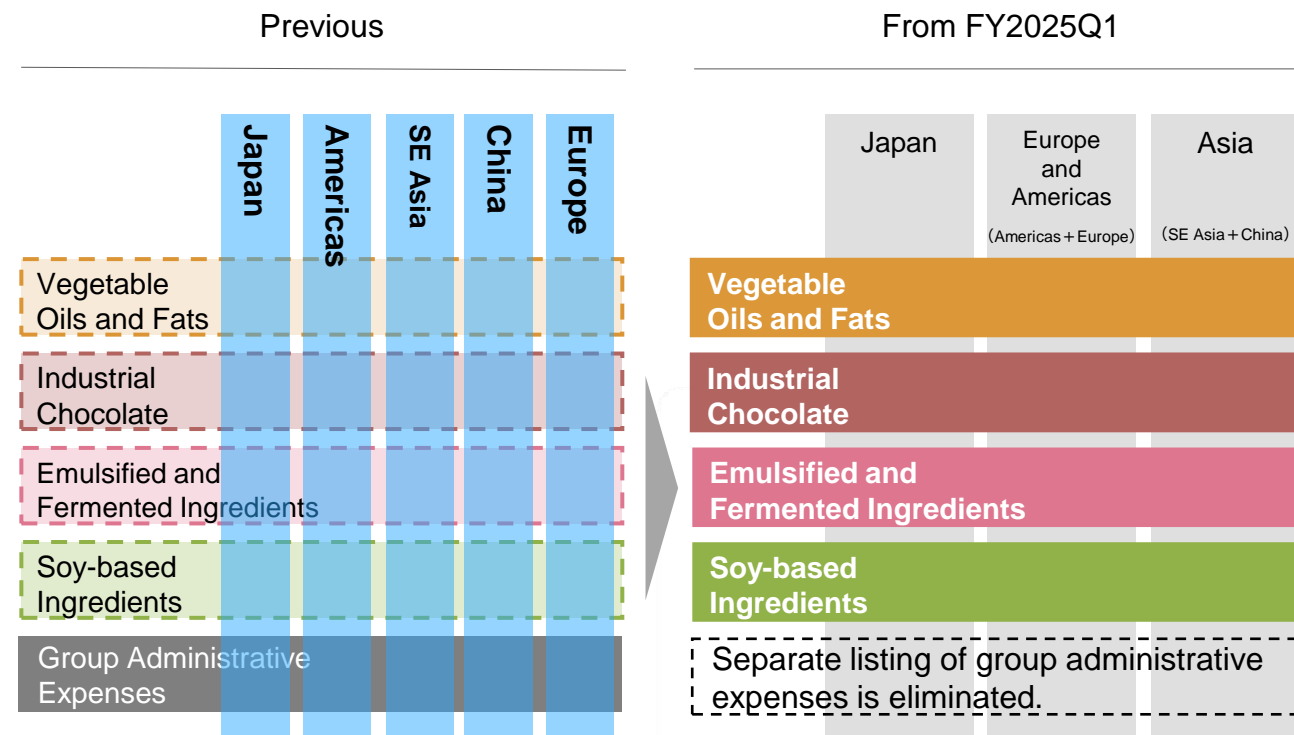 Previous
Japan
Americas
SE Asia
China
Europe
Vegetable
Oils and Fats
Industrial
Chocolate
Emulsified and
Fermented Ingredients
Soy-based
Ingredients
Group Administrative
Expenses
From FY2025Q1
Japan
Europe
and
Americas
（Americas＋Europe）
Asia
（SE Asia＋China）
Vegetable
Oils and Fats
Industrial
Chocolate
Emulsified and
Fermented Ingredients
Soy-based
Ingredients
Separate listing of group administrative
expenses is eliminated.